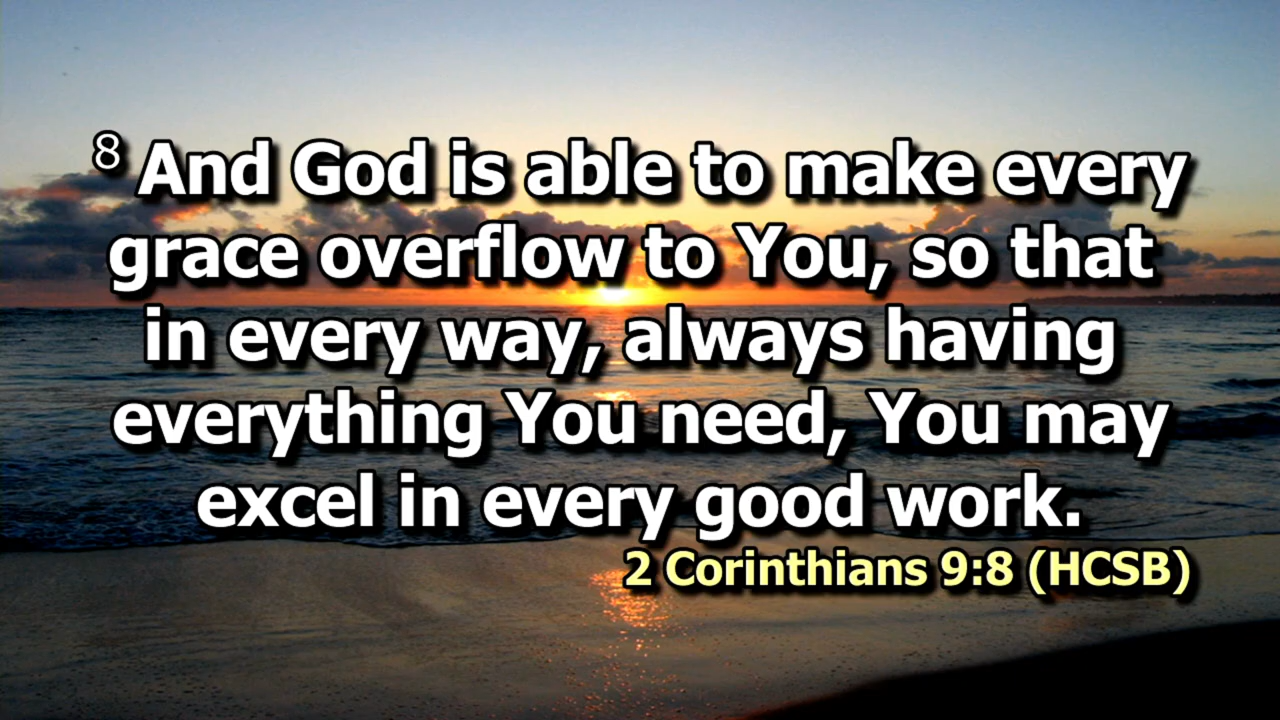 8 And God is able to make every
grace overflow to You, so that
in every way, always having
everything You need, You may
excel in every good work.
2 Corinthians 9:8 (HCSB)